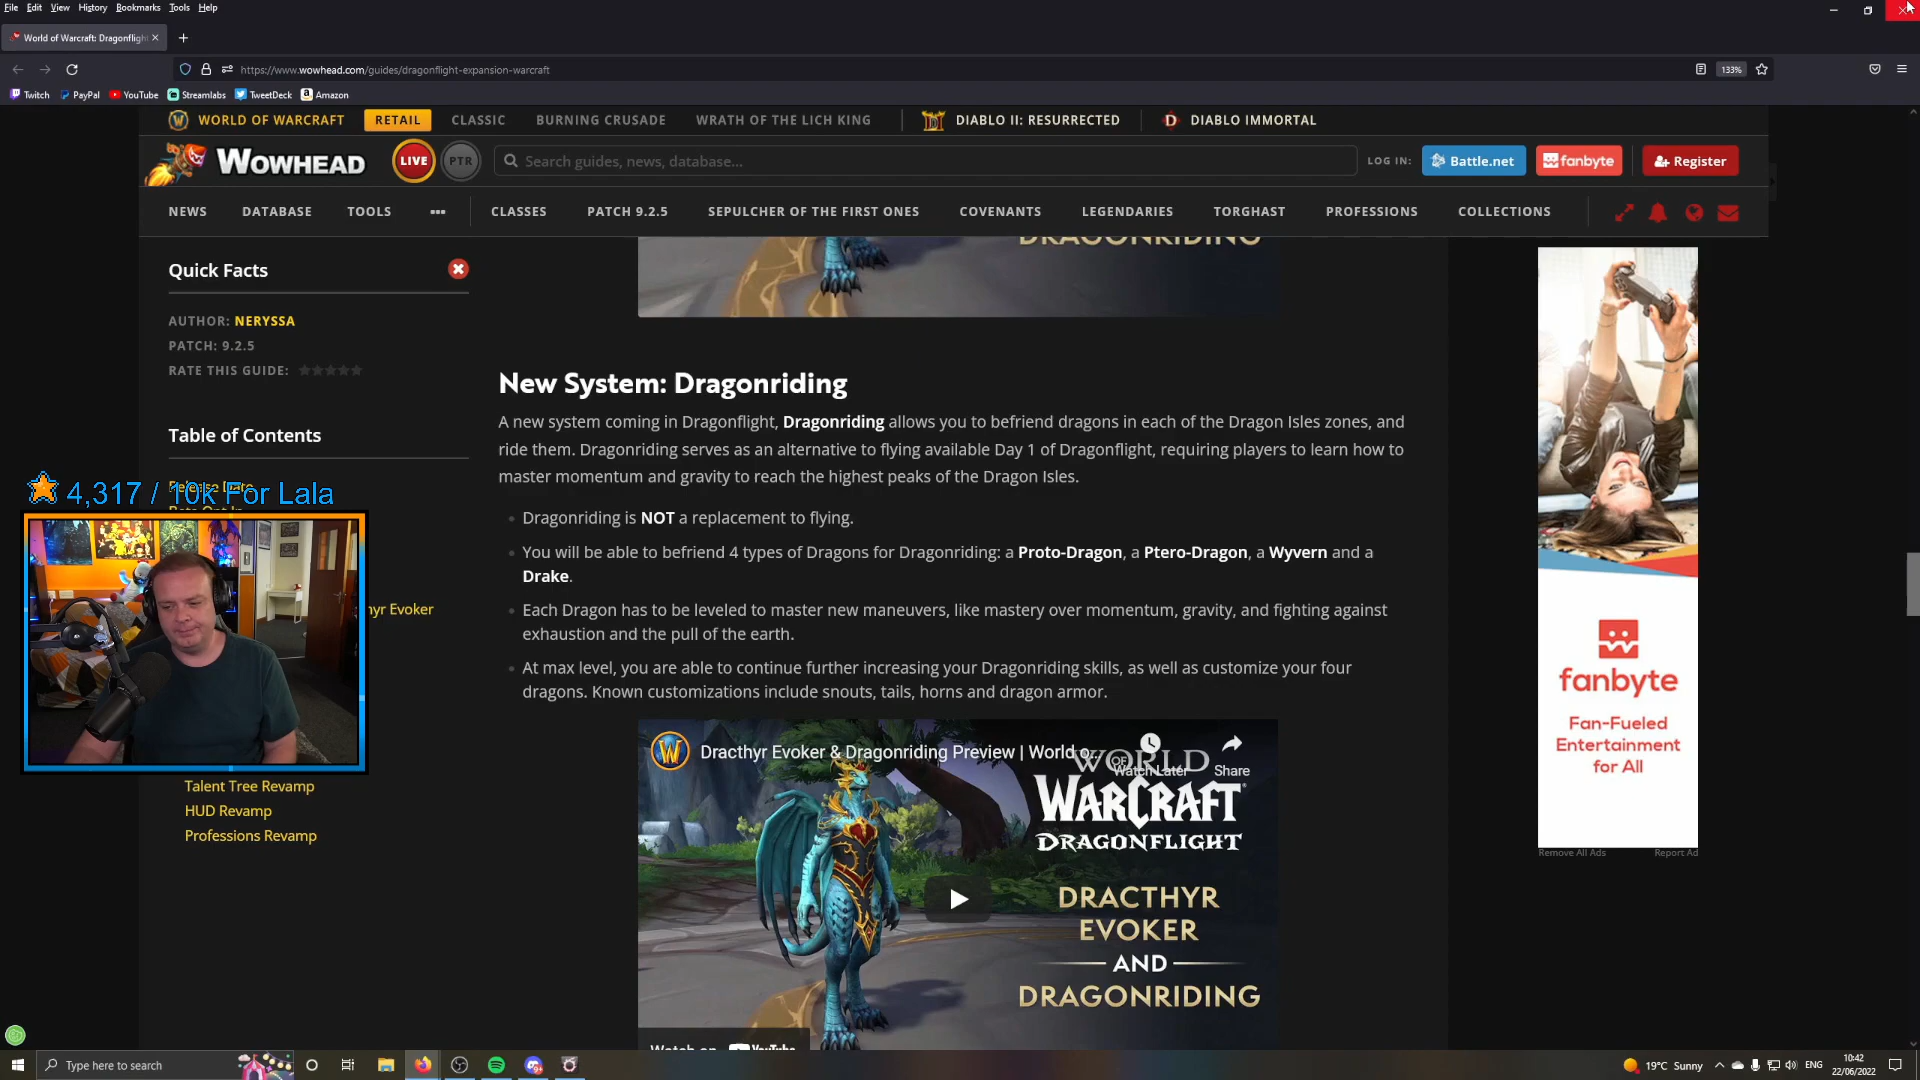 File Edit View History Bookmarks Tools Help
World of Warcraft: Dragonfligh
https://www.wowhead.com/guides/dragonflight-expansion-warcraft
133%
Twitch PayPal YouTube Streamlabs TweetDeck Amazon
WORLD OF WARCRAFT RETAIL CLASSIC BURNING CRUSADE WRATH OF THE LICH KING DIABLO II: RESURRECTED DIABLO IMMORTAL
WOWHEAD LIVE PTR Search guides, news, database... LOG IN: Battle.net fanbyte Register
NEWS DATABASE TOOLS ••• CLASSES PATCH 9.2.5 SEPULCHER OF THE FIRST ONES COVENANTS LEGENDARIES TORGHAST PROFESSIONS COLLECTIONS
DRAGONRIDING
Quick Facts
AUTHOR: NERYSSA
PATCH: 9.2.5
RATE THIS GUIDE:
Table of Contents
Release Date
4,317 / 10k For Lala
Beta Opt-In
hyr Evoker
Talent Tree Revamp
HUD Revamp
Professions Revamp
New System: Dragonriding
A new system coming in Dragonflight, Dragonriding allows you to befriend dragons in each of the Dragon Isles zones, and
ride them. Dragonriding serves as an alternative to flying available Day 1 of Dragonflight, requiring players to learn how to
master momentum and gravity to reach the highest peaks of the Dragon Isles.
Dragonriding is NOT a replacement to flying.
You will be able to befriend 4 types of Dragons for Dragonriding: a Proto-Dragon, a Ptero-Dragon, a Wyvern and a
Drake.
Each Dragon has to be leveled to master new maneuvers, like mastery over momentum, gravity, and fighting against
exhaustion and the pull of the earth.
At max level, you are able to continue further increasing your Dragonriding skills, as well as customize your four
dragons. Known customizations include snouts, tails, horns and dragon armor.
Dracthyr Evoker & Dragonriding Preview | World o...
Watch Later Share
WORLD OF WARCRAFT
DRAGONFLIGHT
DRACTHYR
EVOKER
AND
DRAGONRIDING
Watch on YouTube
fanbyte
Fan-Fueled
Entertainment
for All
Remove All Ads Report Ad
Type here to search
19°C Sunny ENG 10:42
22/06/2022